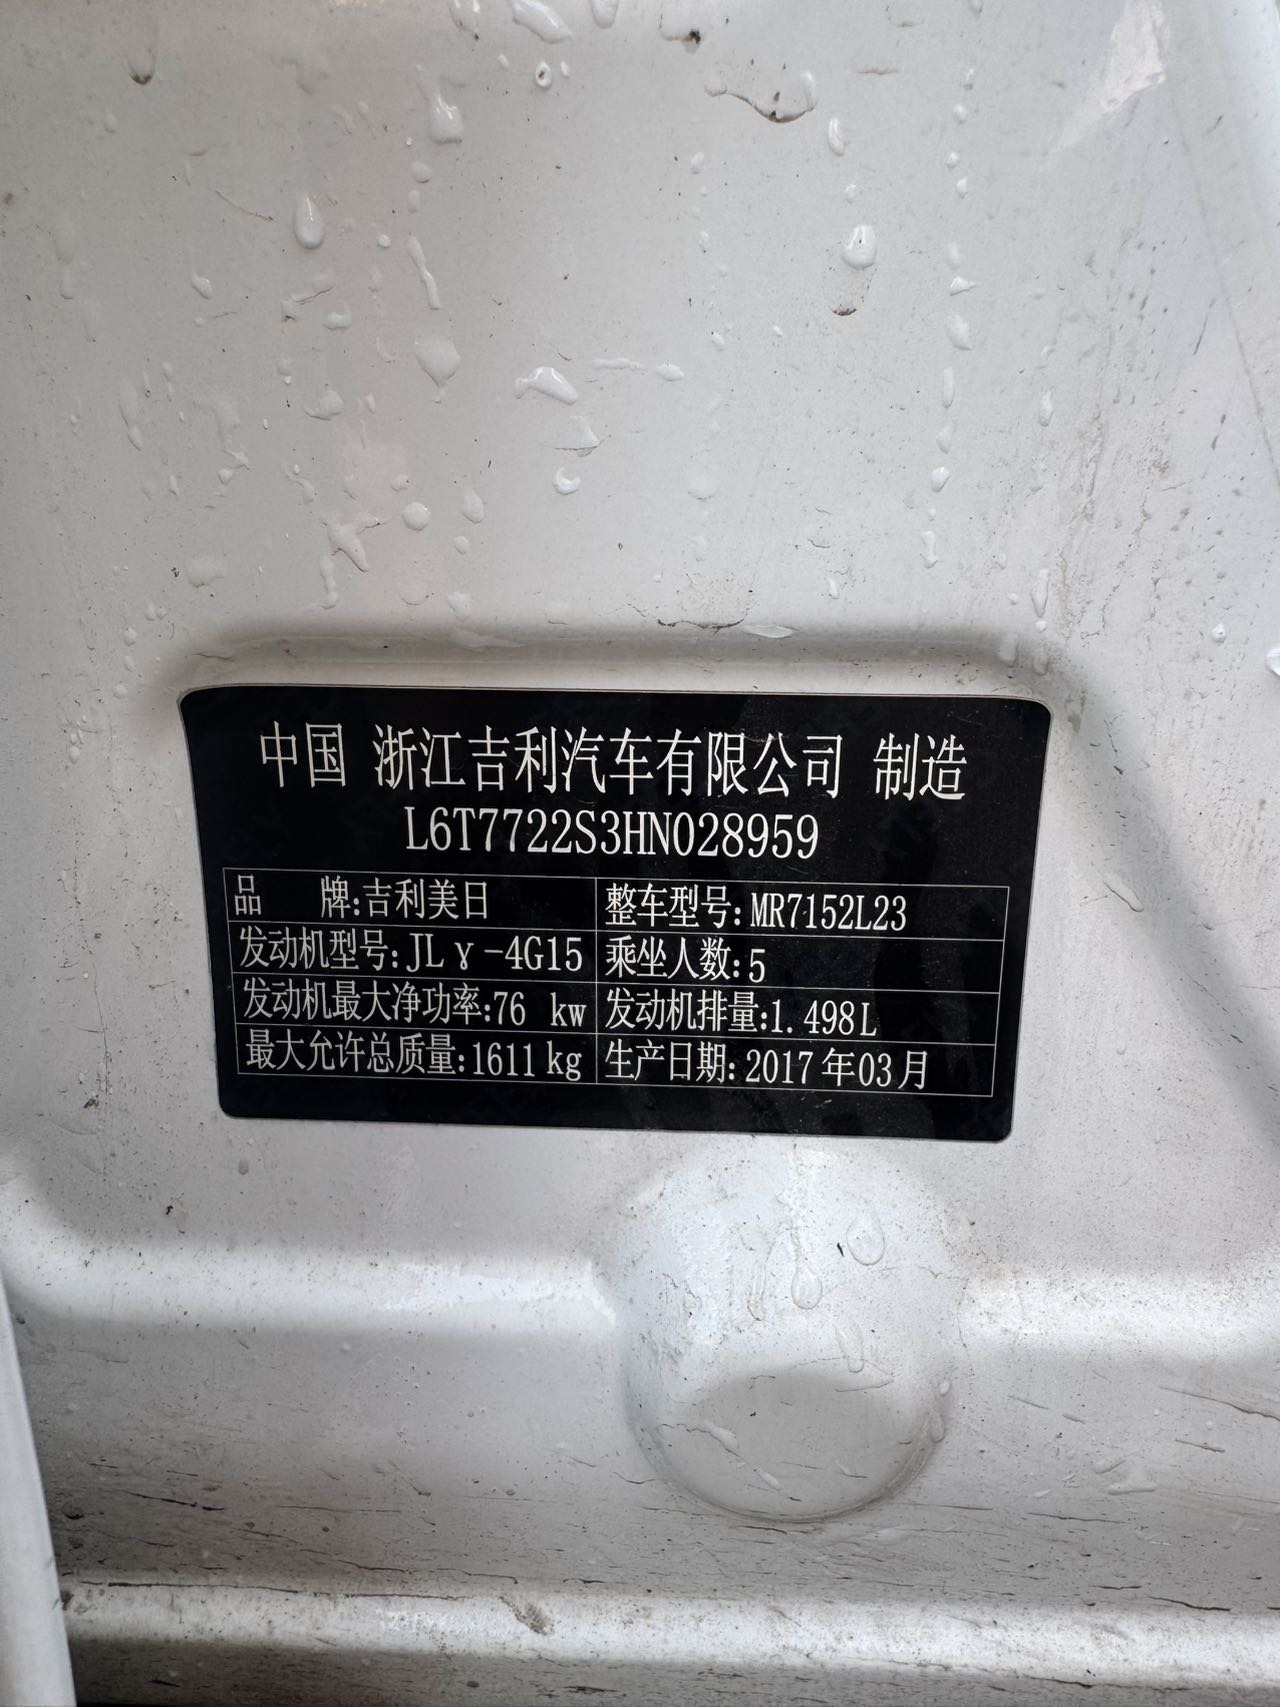 中国 浙江吉利汽车有限公司 制造
L6T7722S3HN028959
品 牌:吉利美日 整车型号:MR7152L23
发动机型号:JLγ-4G15 乘坐人数:5
发动机最大净功率:76 kw 发动机排量:1.498L
最大允许总质量:1611kg 生产日期:2017年03月